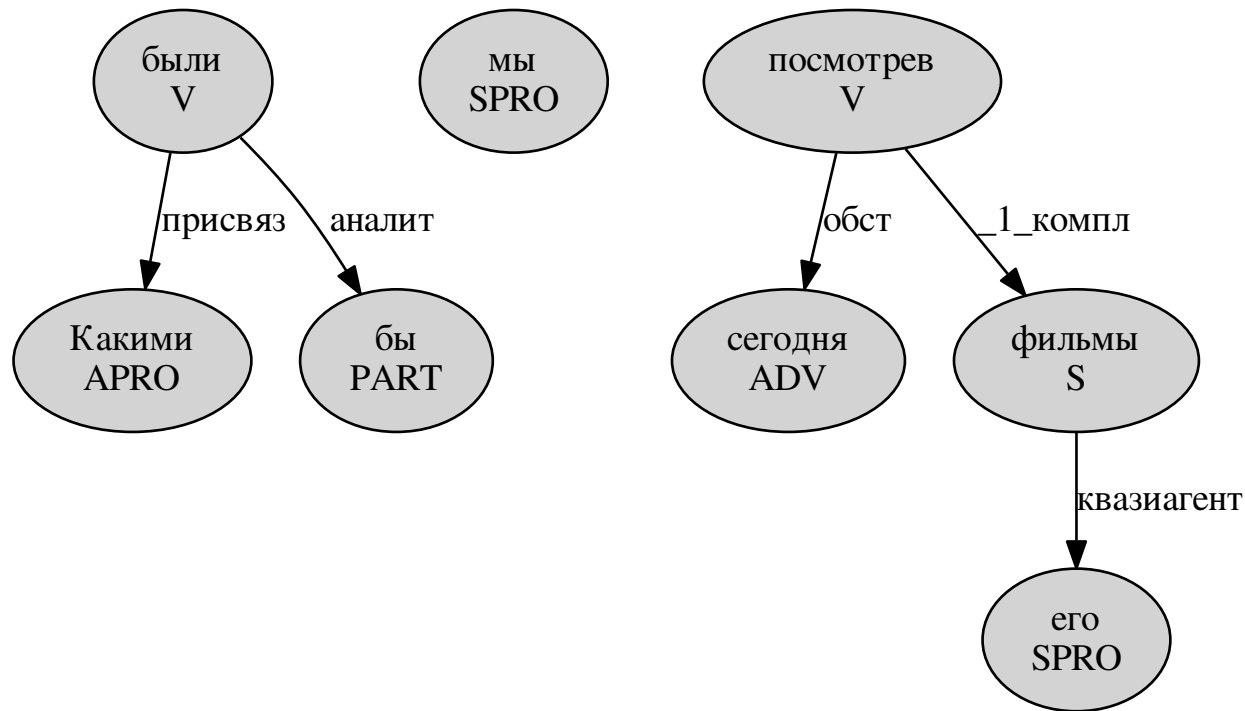 были
V
мы
SPRO
посмотрев
V
присвяз
аналит
обст
_1_компл
Какими
APRO
бы
PART
сегодня
ADV
фильмы
S
квазиагент
его
SPRO